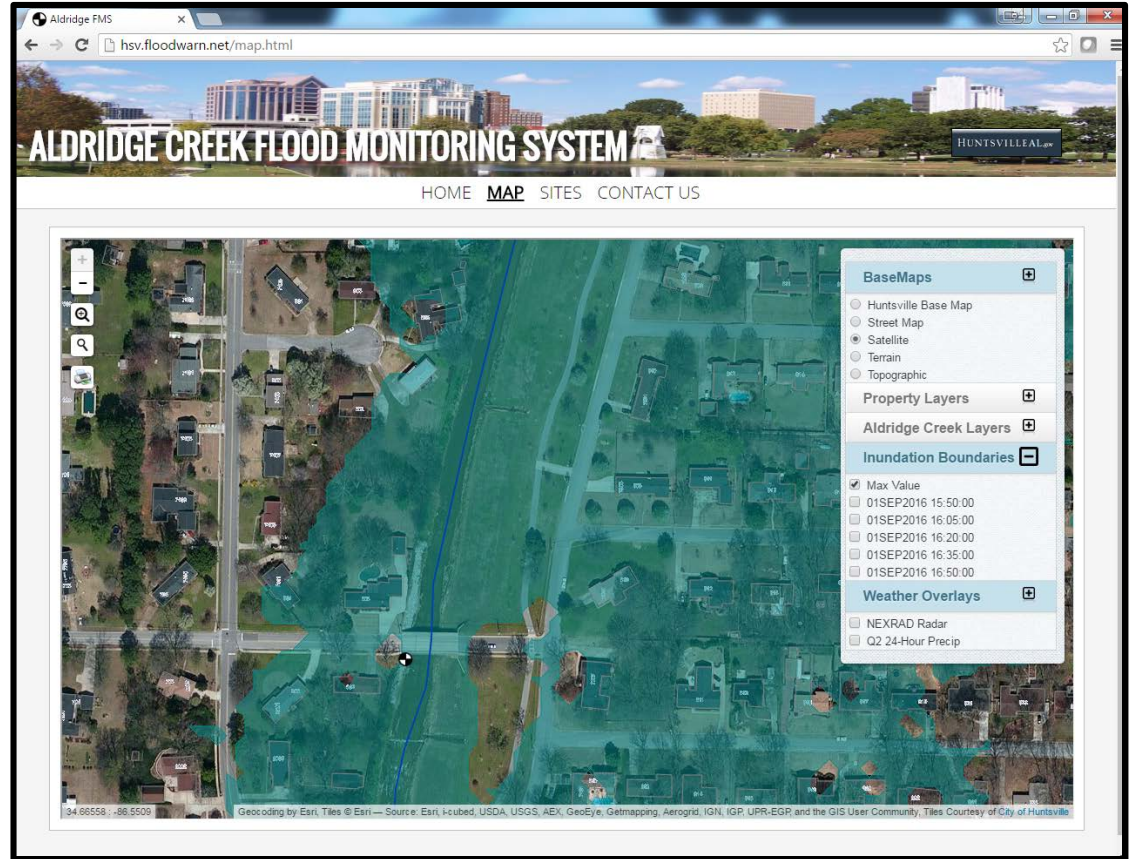 Aldridge FMS
hsv.floodwarn.net/map.html
ALDRIDGE CREEK FLOOD MONITORING SYSTEM
HUNTSVILLEAL.gov
HOME MAP SITES CONTACT US
BaseMaps
Huntsville Base Map
Street Map
Satellite
Terrain
Topographic
Property Layers
Aldridge Creek Layers
Inundation Boundaries
Max Value
01SEP2016 15:50:00
01SEP2016 16:05:00
01SEP2016 16:20:00
01SEP2016 16:35:00
01SEP2016 16:50:00
Weather Overlays
NEXRAD Radar
Q2 24-Hour Precip
34.66558 : -86.5509
Geocoding by Esri, Tiles © Esri — Source: Esri, i-cubed, USDA, USGS, AEX, GeoEye, Getmapping, Aerogrid, IGN, IGP, UPR-EGP, and the GIS User Community, Tiles Courtesy of City of Huntsville